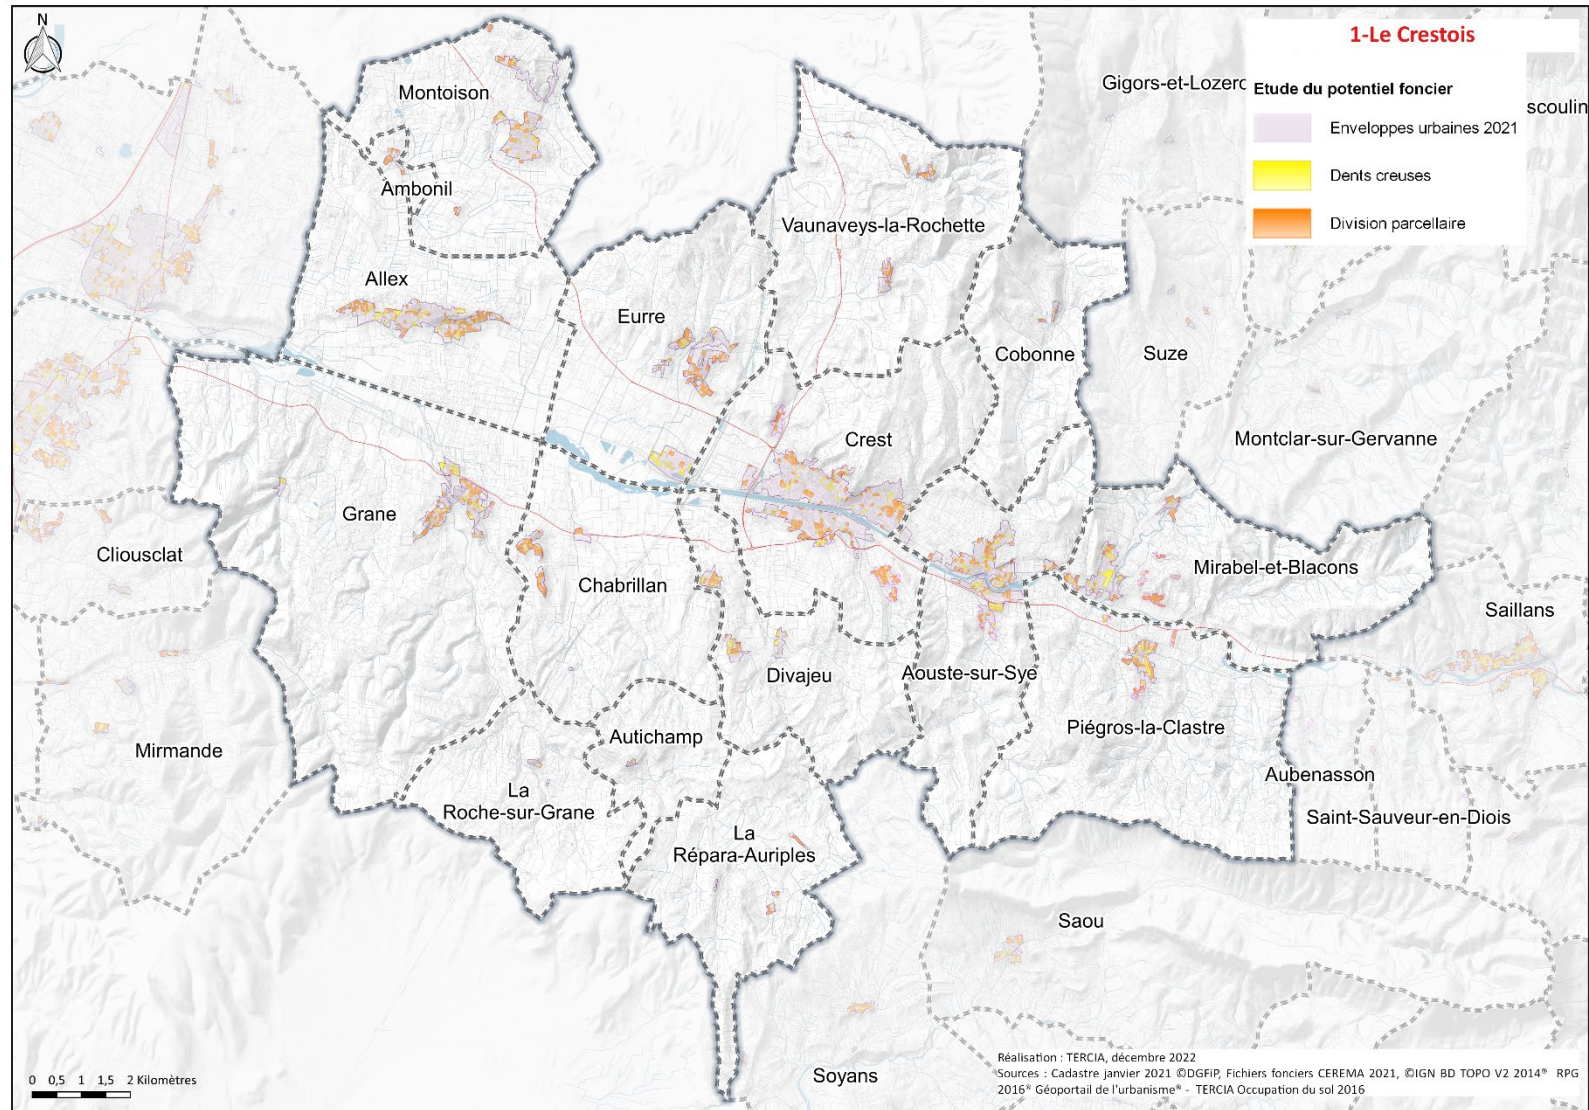 N
1-Le Crestois
Etude du potentiel foncier
Enveloppes urbaines 2021
Dents creuses
Division parcellaire
Gigors-et-Lozero
scoulin
Montoison
Ambonil
Vaunaveys-la-Rochette
Allex
Eurre
Cobonne
Suze
Crest
Montclar-sur-Gervanne
Grane
Cliousclat
Chabrillan
Mirabel-et-Blacons
Saillans
Divajeu
Aouste-sur-Sye
Piégros-la-Clastre
Autichamp
Mirmande
Aubenasson
La
Roche-sur-Grane
Saint-Sauveur-en-Diois
La
Répara-Auriples
Saou
Soyans
0 0,5 1 1,5 2 Kilomètres
Réalisation : TERCIA, décembre 2022
Sources : Cadastre janvier 2021 ©DGFiP, Fichiers fonciers CEREMA 2021, ©IGN BD TOPO V2 2014® RPG
2016® Géoportail de l'urbanisme® - TERCIA Occupation du sol 2016